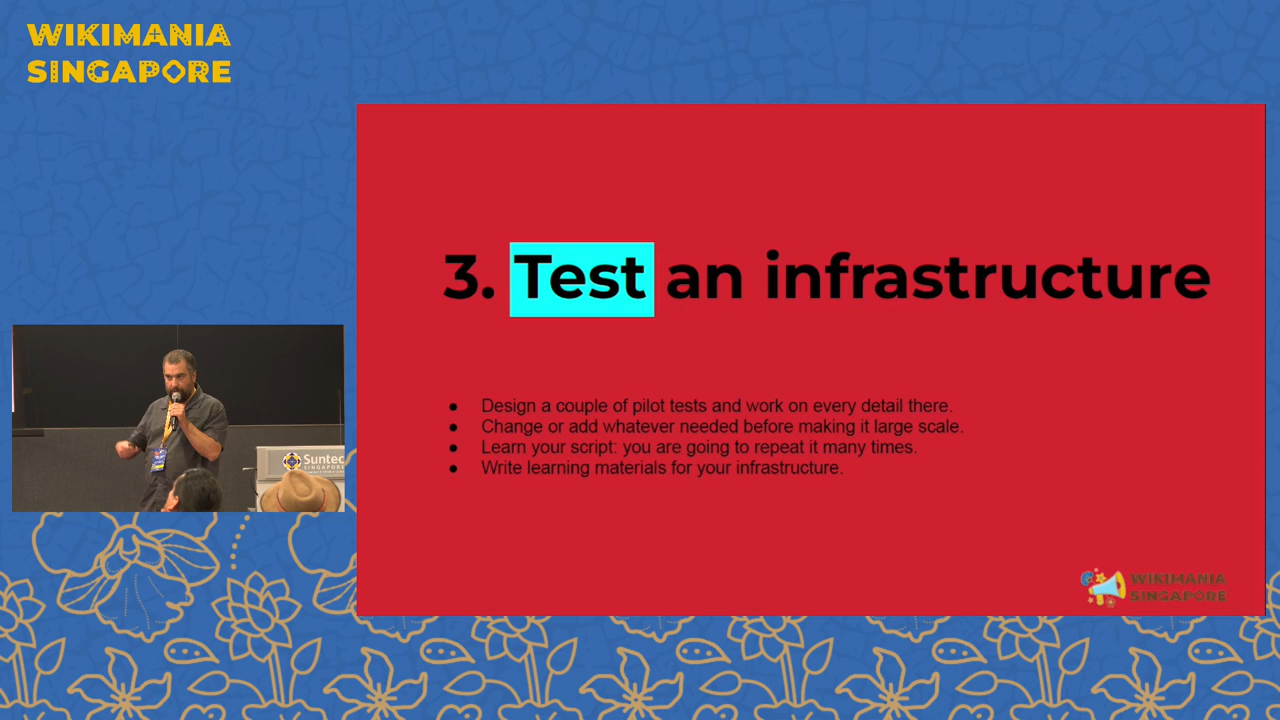 WIKIMANIA
SINGAPORE
3. Test an infrastructure
● Design a couple of pilot tests and work on every detail there.
● Change or add whatever needed before making it large scale.
● Learn your script: you are going to repeat it many times.
● Write learning materials for your infrastructure.
Suntec
SINGAPORE
WIKIMANIA
SINGAPORE